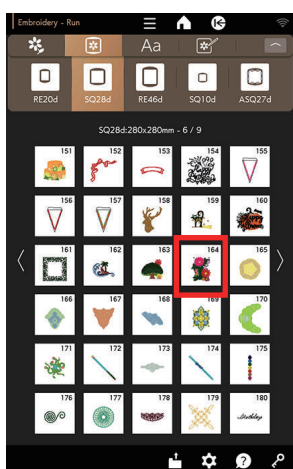 Embroidery - Run
Aa
RE20d SQ28d RE46d SQ10d ASQ27d
SQ28d:280x280mm - 6 / 9
151 152 153 154 155
156 157 158 159 160
161 162 163 164 165
166 167 168 169 170
171 172 173 174 175
176 177 178 179 180
Birthday
?